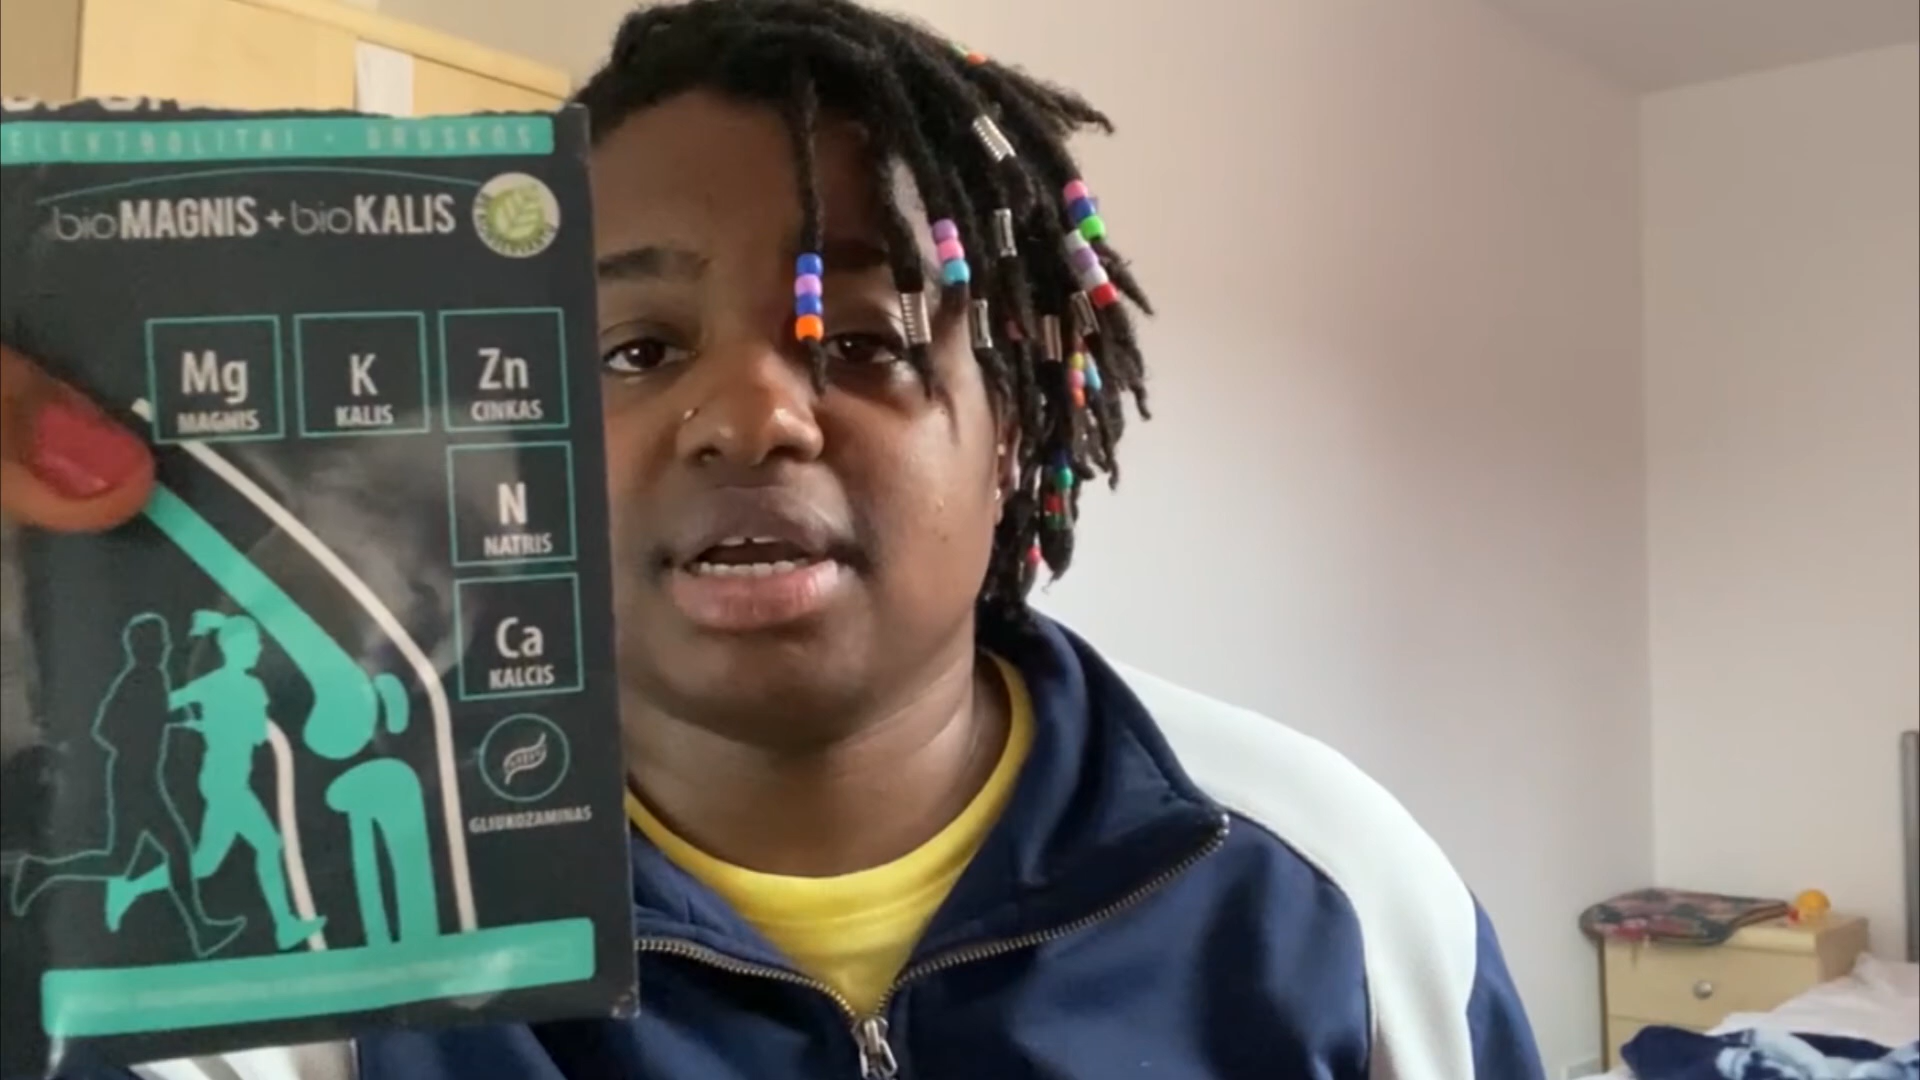 ELEKTROLITAI • DRUSKOS
bioMAGNIS + bioKALIS
Mg
MAGNIS
K
KALIS
Zn
CINKAS
N
NATRIS
Ca
KALCIS
GLIUKOZAMINAS